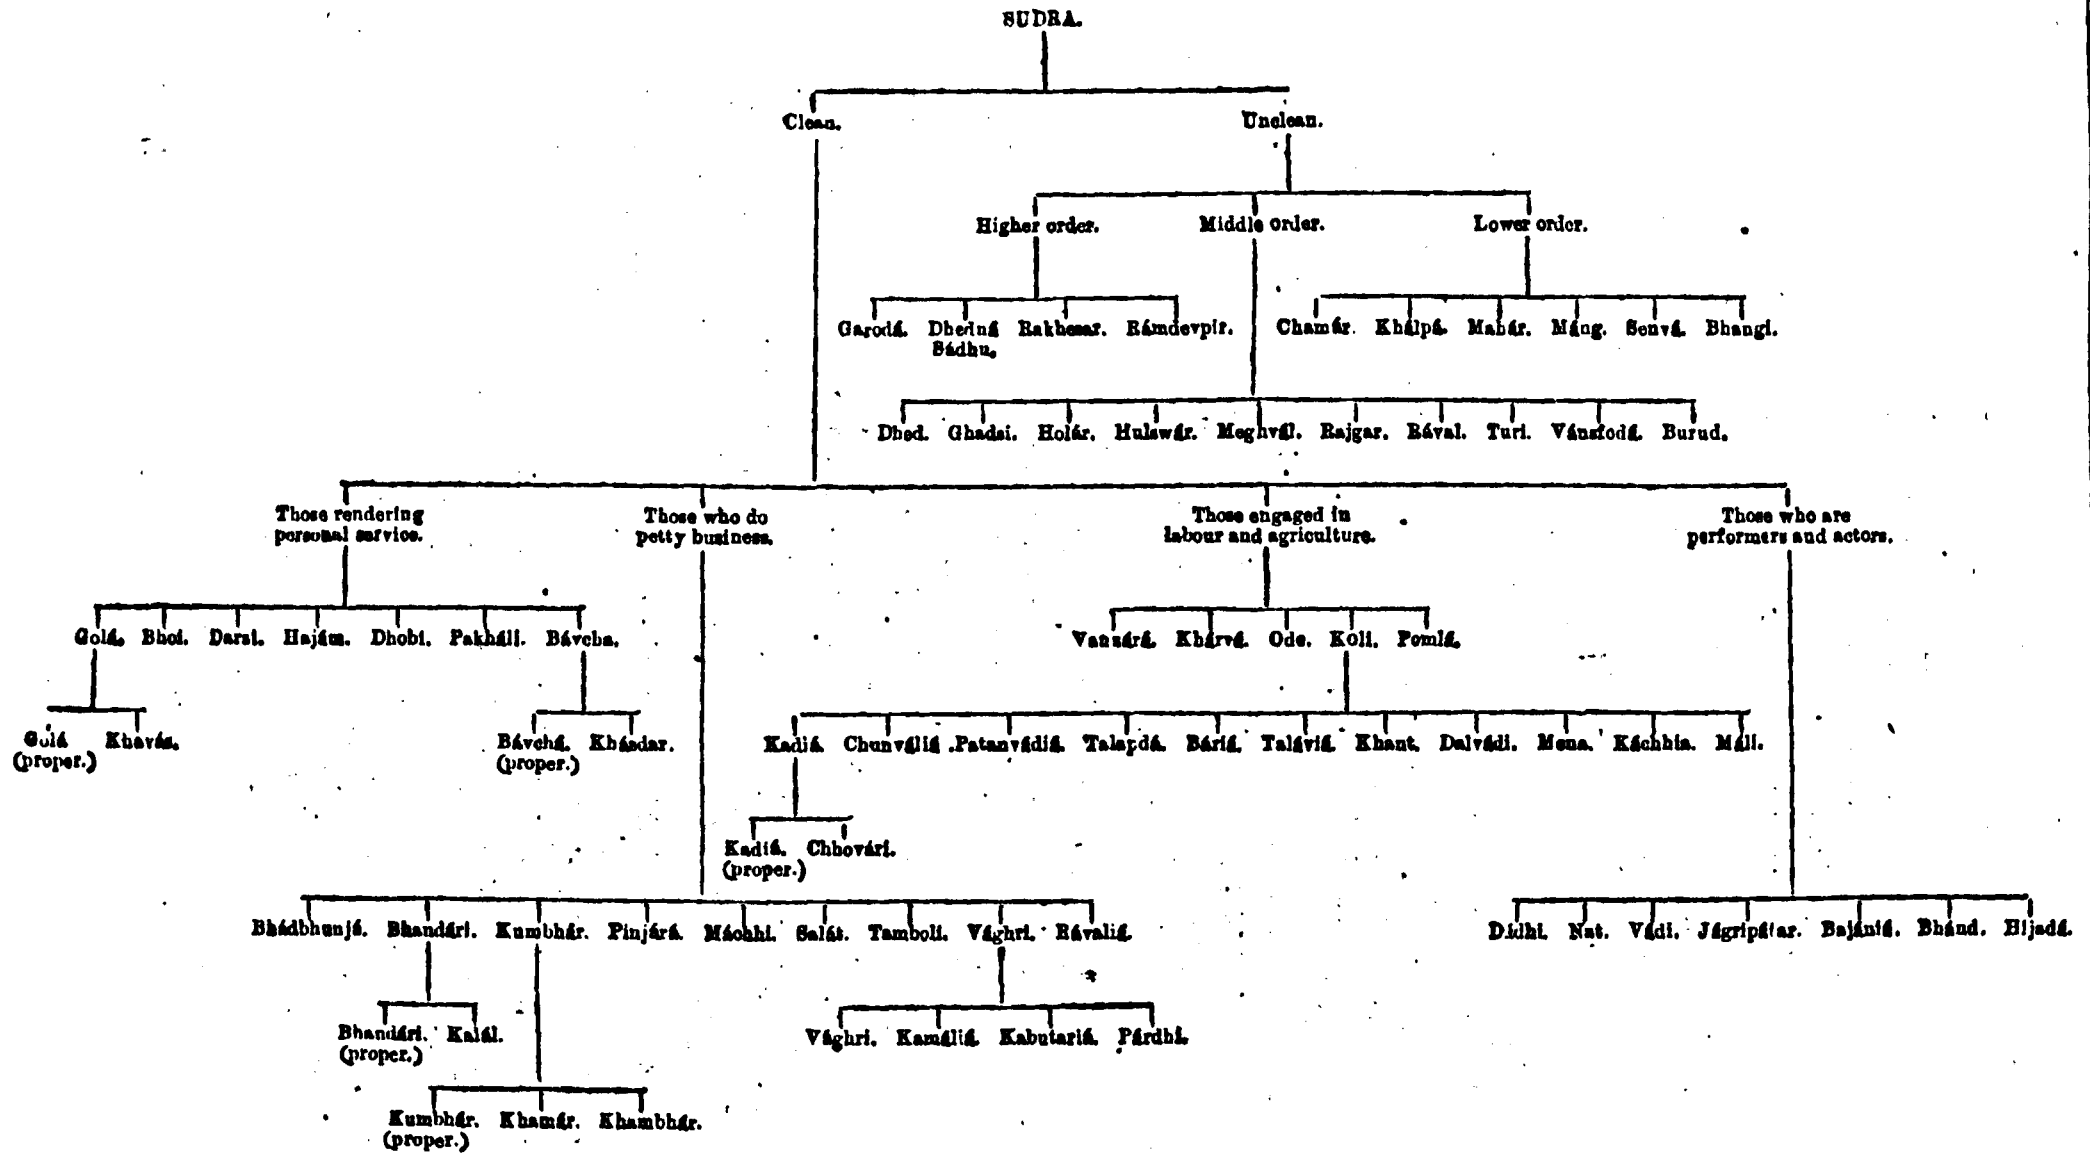 SUDRA.
Clean. Unclean.
Higher order. Middle order. Lower order.
Garodá. Dhedná Rakhesar. Rámdevpir. Chamár. Khálpá. Mahár. Máng. Senvá. Bhangi.
Sádhu.
Dhed. Ghadsi. Holár. Hulswár. Meghvál. Rajgar. Rával. Turi. Vánsfodá. Burud.
Those rendering Those who do Those engaged in Those who are
personal service. petty business. labour and agriculture. performers and actors.
Golá. Bhoi. Darsi. Hajám. Dhobi. Pakháli. Bávcha. Vanzárá. Khárvá. Ode. Koli. Pomlá.
Golá Khavás. Bávchá. Khásdar. Kadiá. Chunváliá Patanvádiá. Talapdá. Báriá. Taláviá. Khant. Dalvádi. Mena. Káchhia. Máli.
(proper.) (proper.)
Kadiá. Chhovári.
(proper.)
Bhádbhunjá. Bhandári. Kumbhár. Pinjárá. Máchhi. Salát. Tamboli. Vághri. Rávaliá. Dádhi. Nat. Vádi. Jágripátar. Bajániá. Bhánd. Hijadá.
Bhandári. Kalál. Vághri. Kamáliá. Kabutariá. Párdhi.
(proper.)
Kumbhár. Khamár. Khambhár.
(proper.)